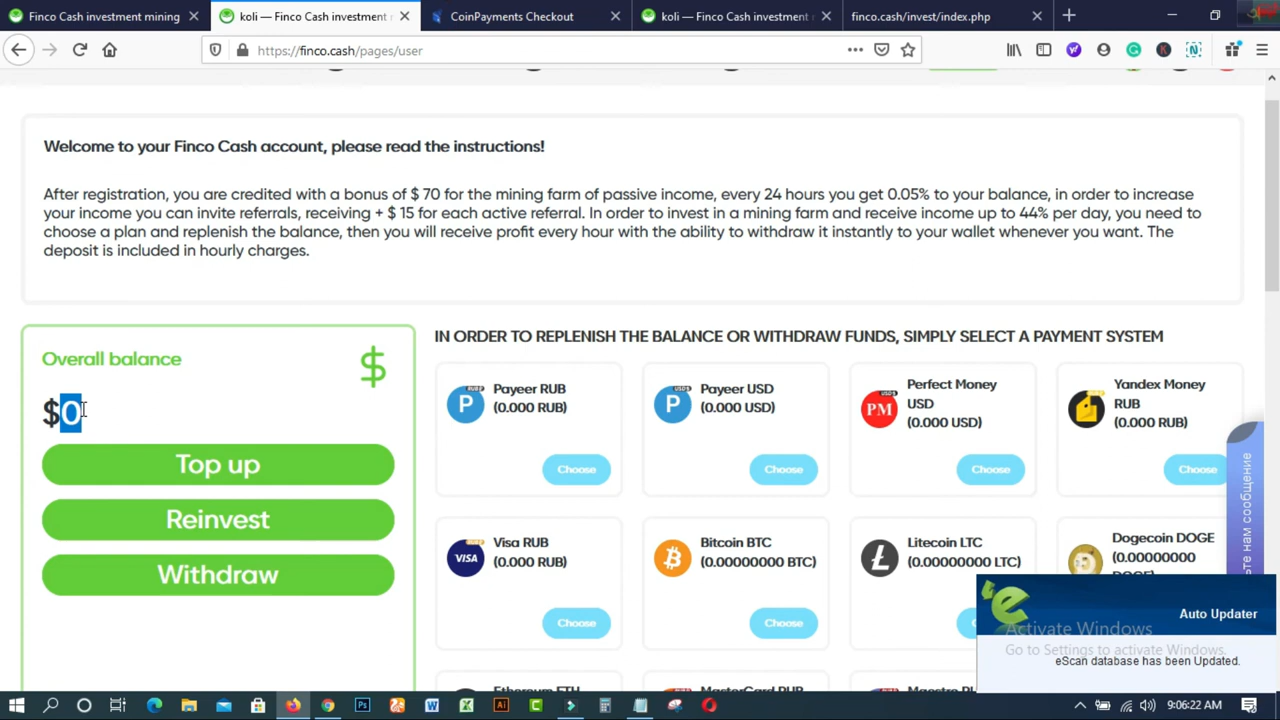 Finco Cash investment mining
koli — Finco Cash investment
CoinPayments Checkout
koli — Finco Cash investment
finco.cash/invest/index.php
https://finco.cash/pages/user
Welcome to your Finco Cash account, please read the instructions!
After registration, you are credited with a bonus of $ 70 for the mining farm of passive income, every 24 hours you get 0.05% to your balance, in order to increase
your income you can invite referrals, receiving + $ 15 for each active referral. In order to invest in a mining farm and receive income up to 44% per day, you need to
choose a plan and replenish the balance, then you will receive profit every hour with the ability to withdraw it instantly to your wallet whenever you want. The
deposit is included in hourly charges.
Overall balance
$
$0
Top up
Reinvest
Withdraw
IN ORDER TO REPLENISH THE BALANCE OR WITHDRAW FUNDS, SIMPLY SELECT A PAYMENT SYSTEM
Payeer RUB
(0.000 RUB)
Choose
Payeer USD
(0.000 USD)
Choose
Perfect Money
USD
(0.000 USD)
Choose
Yandex Money
RUB
(0.000 RUB)
Choose
VISA
Visa RUB
(0.000 RUB)
Choose
Bitcoin BTC
(0.00000000 BTC)
Choose
Litecoin LTC
(0.00000000 LTC)
Dogecoin DOGE
(0.00000000
ьте нам сообщение
Auto Updater
Activate Windows
Go to Settings to activate Windows.
eScan database has been Updated.
9:06:22 AM